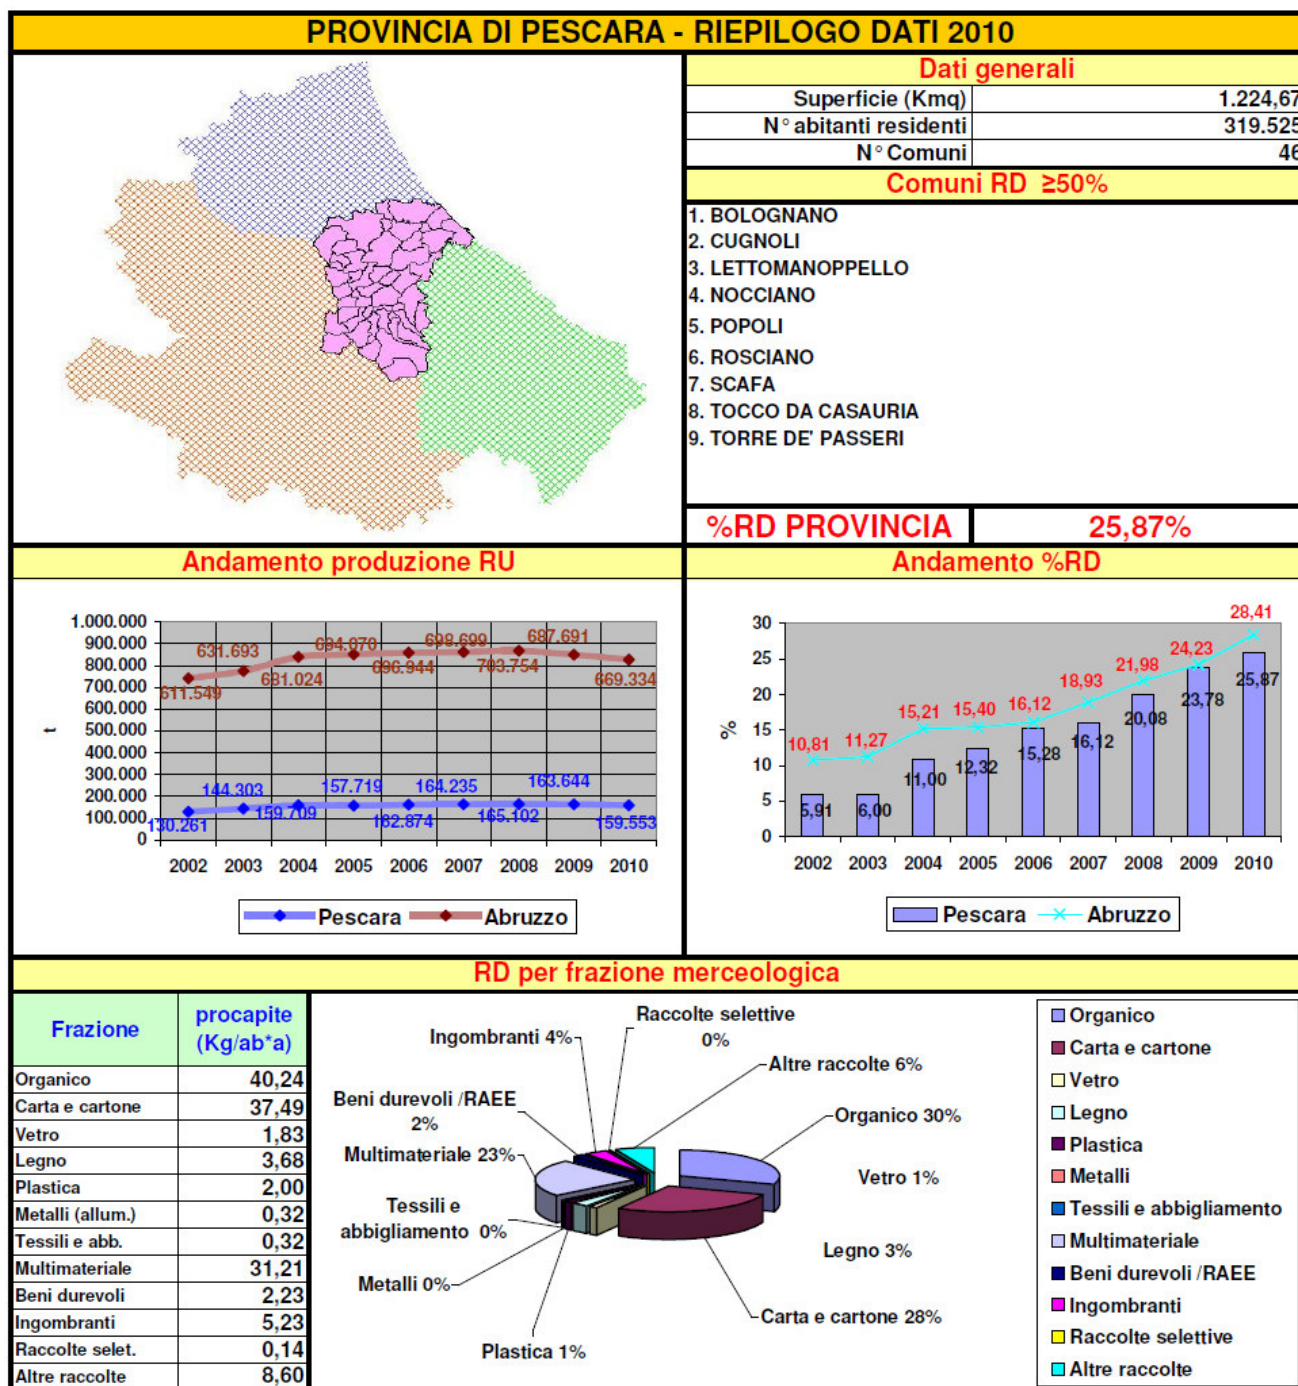 PROVINCIA DI PESCARA - RIEPILOGO DATI 2010
Dati generali
Superficie (Kmq) 1.224,67
N° abitanti residenti 319.525
N° Comuni 46
Comuni RD ≥50%
1. BOLOGNANO
2. CUGNOLI
3. LETTOMANOPPELLO
4. NOCCIANO
5. POPOLI
6. ROSCIANO
7. SCAFA
8. TOCCO DA CASAURIA
9. TORRE DE' PASSERI
%RD PROVINCIA 25,87%
Andamento produzione RU
1.000.000
900.000
800.000
700.000
600.000
500.000
400.000
300.000
200.000
100.000
0
t
611.549 631.693 681.024 694.070 696.944 698.699 703.754 687.691 669.334
130.261 144.303 159.709 157.719 162.874 164.235 165.102 163.644 159.553
2002 2003 2004 2005 2006 2007 2008 2009 2010
Pescara Abruzzo
Andamento %RD
30
25
20
15
10
5
0
%
10,81 11,27 15,21 15,40 16,12 18,93 21,98 24,23 28,41
5,91 6,00 11,00 12,32 15,28 16,12 20,08 23,78 25,87
2002 2003 2004 2005 2006 2007 2008 2009 2010
Pescara Abruzzo
RD per frazione merceologica
Frazione procapite (Kg/ab*a)
Organico 40,24
Carta e cartone 37,49
Vetro 1,83
Legno 3,68
Plastica 2,00
Metalli (allum.) 0,32
Tessili e abb. 0,32
Multimateriale 31,21
Beni durevoli 2,23
Ingombranti 5,23
Raccolte selet. 0,14
Altre raccolte 8,60
Raccolte selettive
0%
Ingombranti 4%
Altre raccolte 6%
Beni durevoli /RAEE
2%
Organico 30%
Multimateriale 23%
Vetro 1%
Tessili e
abbigliamento 0%
Legno 3%
Metalli 0%
Carta e cartone 28%
Plastica 1%
Organico
Carta e cartone
Vetro
Legno
Plastica
Metalli
Tessili e abbigliamento
Multimateriale
Beni durevoli /RAEE
Ingombranti
Raccolte selettive
Altre raccolte